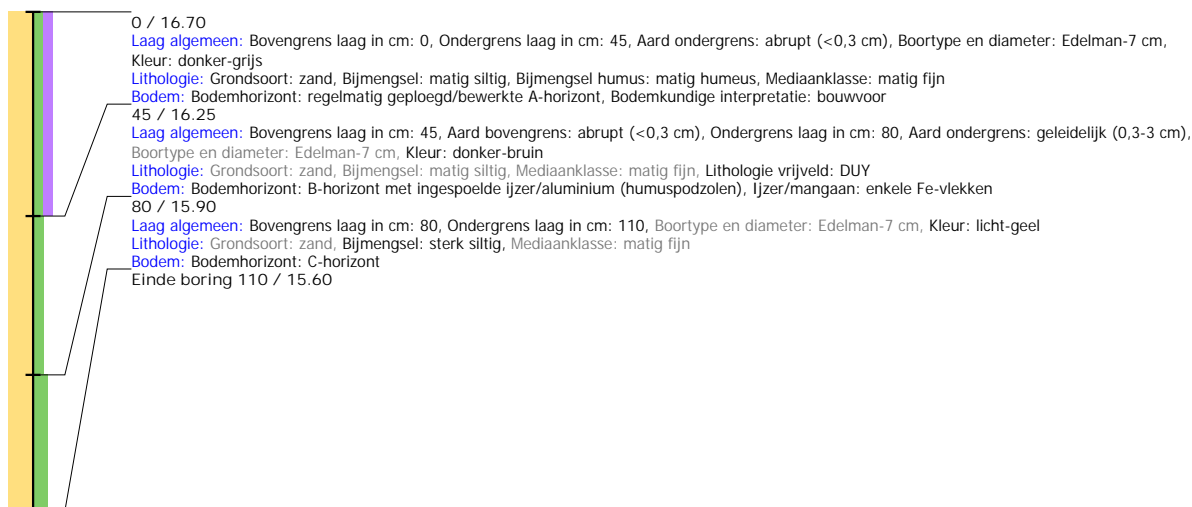 0 / 16.70
Laag algemeen: Bovengrens laag in cm: 0, Ondergrens laag in cm: 45, Aard ondergrens: abrupt (<0,3 cm), Boortype en diameter: Edelman-7 cm,
Kleur: donker-grijs
Lithologie: Grondsoort: zand, Bijmengsel: matig siltig, Bijmengsel humus: matig humeus, Mediaanklasse: matig fijn
Bodem: Bodemhorizont: regelmatig geploegd/bewerkte A-horizont, Bodemkundige interpretatie: bouwvoor
45 / 16.25
Laag algemeen: Bovengrens laag in cm: 45, Aard bovengrens: abrupt (<0,3 cm), Ondergrens laag in cm: 80, Aard ondergrens: geleidelijk (0,3-3 cm),
Boortype en diameter: Edelman-7 cm, Kleur: donker-bruin
Lithologie: Grondsoort: zand, Bijmengsel: matig siltig, Mediaanklasse: matig fijn, Lithologie vrijveld: DUY
Bodem: Bodemhorizont: B-horizont met ingespoelde ijzer/aluminium (humuspodzolen), Ijzer/mangaan: enkele Fe-vlekken
80 / 15.90
Laag algemeen: Bovengrens laag in cm: 80, Ondergrens laag in cm: 110, Boortype en diameter: Edelman-7 cm, Kleur: licht-geel
Lithologie: Grondsoort: zand, Bijmengsel: sterk siltig, Mediaanklasse: matig fijn
Bodem: Bodemhorizont: C-horizont
Einde boring 110 / 15.60